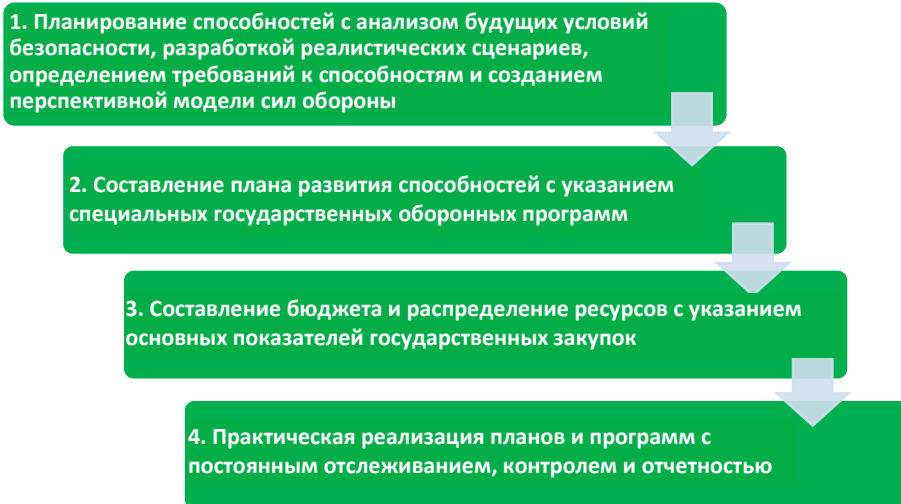 1. Планирование способностей с анализом будущих условий
безопасности, разработкой реалистических сценариев,
определением требований к способностям и созданием
перспективной модели сил обороны
2. Составление плана развития способностей с указанием
специальных государственных оборонных программ
3. Составление бюджета и распределение ресурсов с указанием
основных показателей государственных закупок
4. Практическая реализация планов и программ с
постоянным отслеживанием, контролем и отчетностью